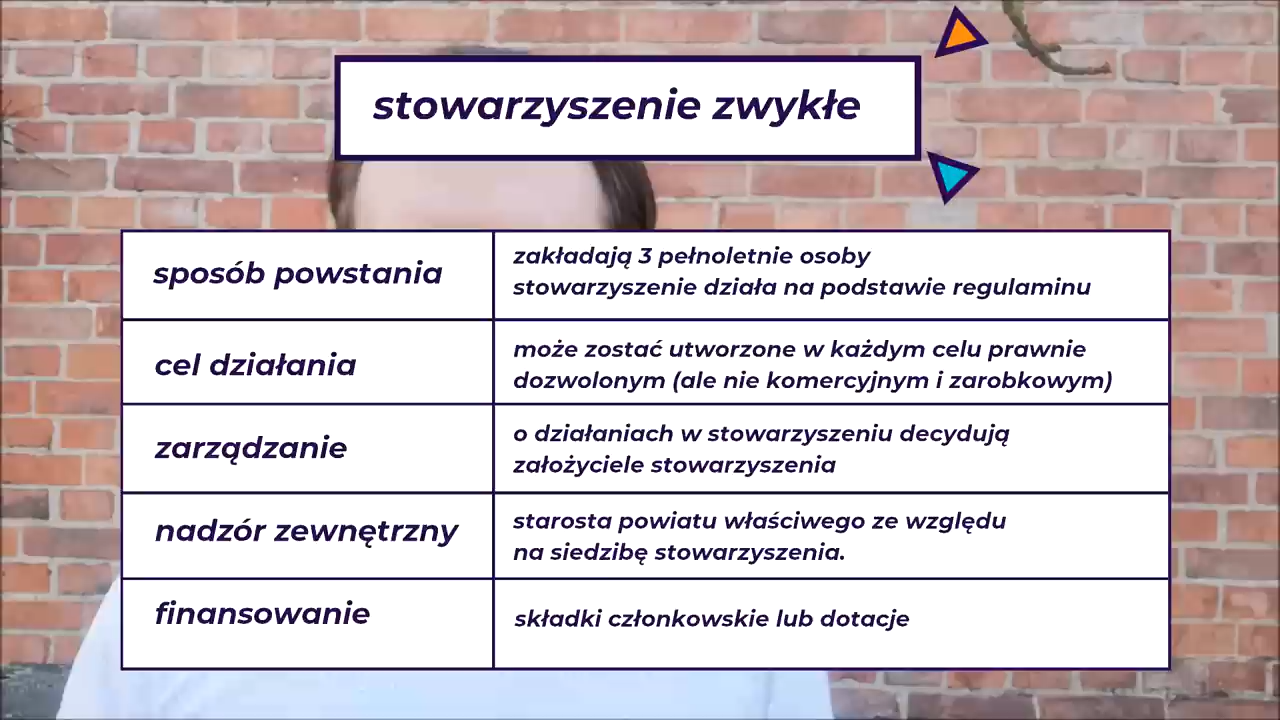 stowarzyszenie zwykłe
sposób powstania
zakładają 3 pełnoletnie osoby
stowarzyszenie działa na podstawie regulaminu
cel działania
może zostać utworzone w każdym celu prawnie
dozwolonym (ale nie komercyjnym i zarobkowym)
zarządzanie
o działaniach w stowarzyszeniu decydują
założyciele stowarzyszenia
nadzór zewnętrzny
starosta powiatu właściwego ze względu
na siedzibę stowarzyszenia.
finansowanie
składki członkowskie lub dotacje